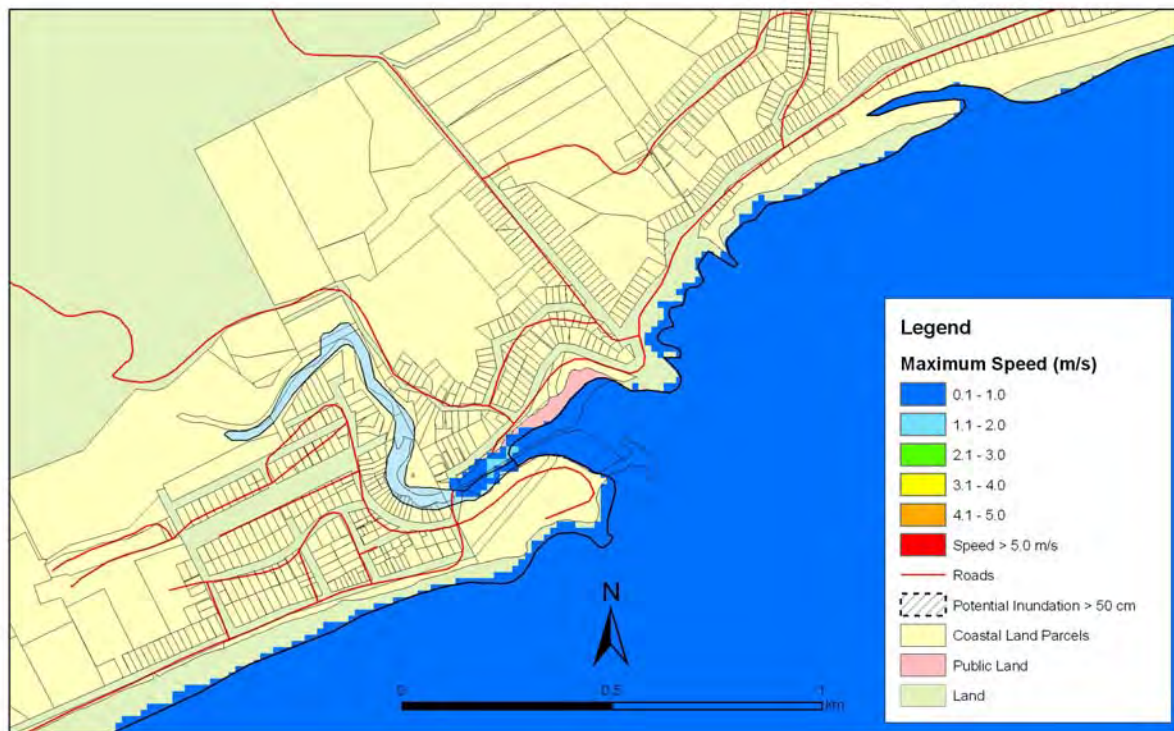 Legend
Maximum Speed (m/s)
0.1 - 1.0
1.1 - 2.0
2.1 - 3.0
3.1 - 4.0
4.1 - 5.0
Speed > 5.0 m/s
Roads
Potential Inundation > 50 cm
Coastal Land Parcels
Public Land
Land
N
0 0.5 1
km